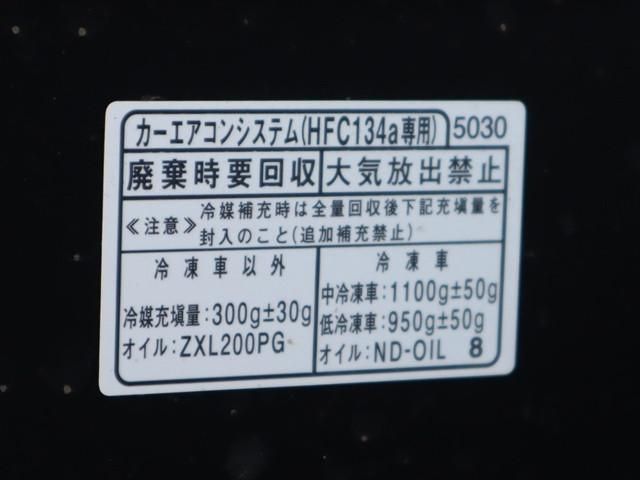 カーエアコンシステム(HFC134a専用) 5030
廃棄時要回収 大気放出禁止
≪注意≫ 冷媒補充時は全量回収後下記充填量を
封入のこと(追加補充禁止)
冷凍車以外
冷媒充填量:300g±30g
オイル:ZXL200PG
冷凍車
中冷凍車:1100g±50g
低冷凍車:950g±50g
オイル:ND-OIL 8